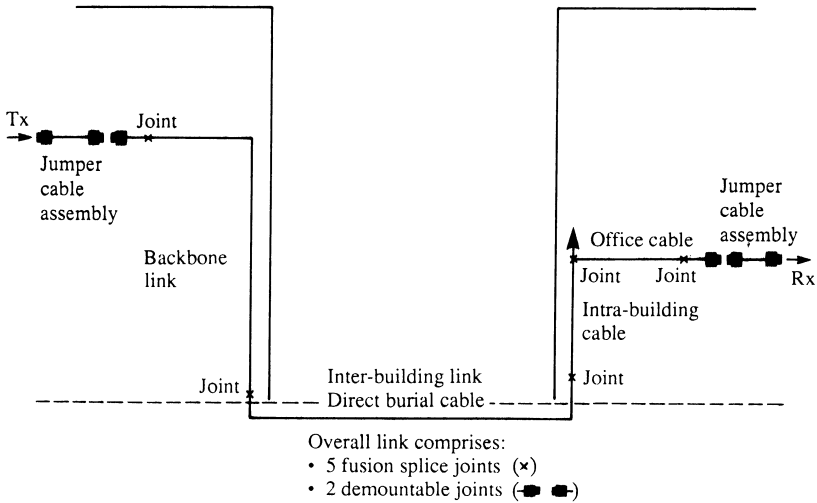 Tx
Joint
Jumper
cable
assembly
Backbone
link
Joint
Inter-building link
Direct burial cable
Jumper
cable
assembly
Office cable
Joint
Joint
Rx
Intra-building
cable
Joint
Overall link comprises:
• 5 fusion splice joints (×)
• 2 demountable joints ( )